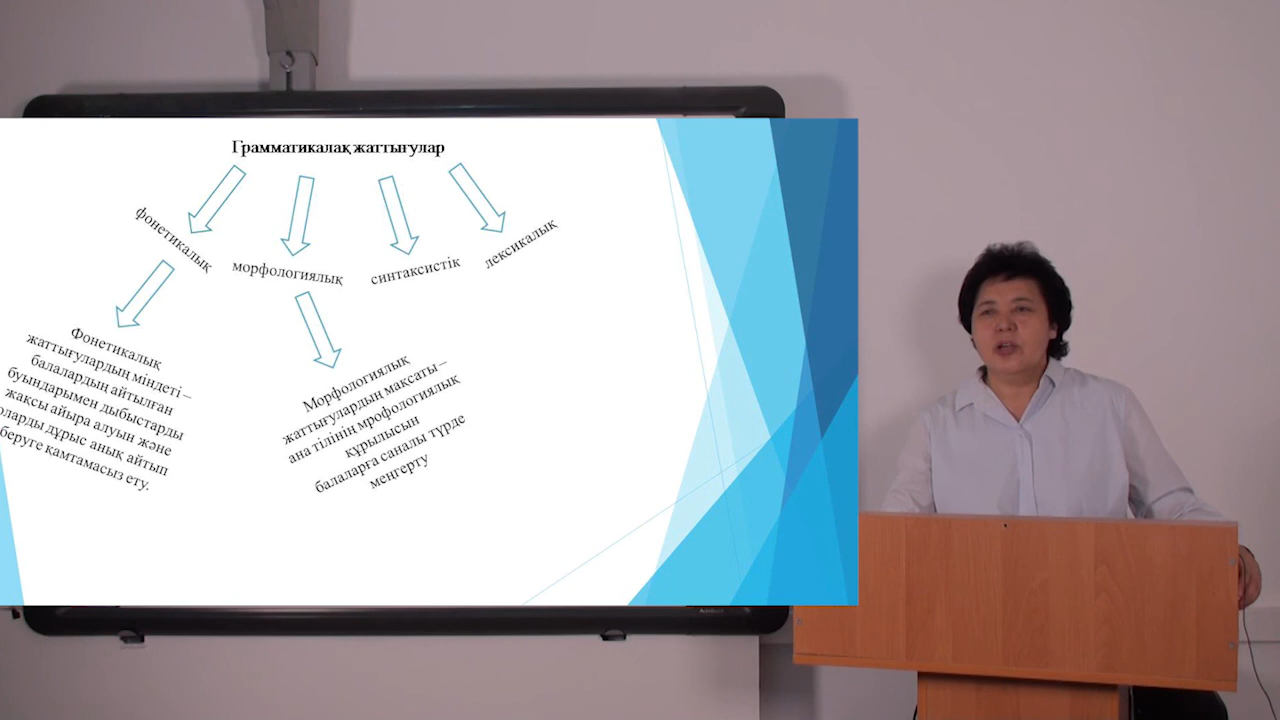 Грамматикалақ жаттығулар
фонетикалық
морфологиялық
синтаксистік
лексикалық
Фонетикалық
жаттығулардың міндеті –
балалардың айтылған
буындарымен дыбыстарды
жақсы айыра алуын және
оларды дұрыс анық айтып
беруге қамтамасыз ету.
Морфологиялық
жаттығулардың мақсаты –
ана тілінің мрофологиялық
құрылысын
балаларға саналы түрде
меңгерту